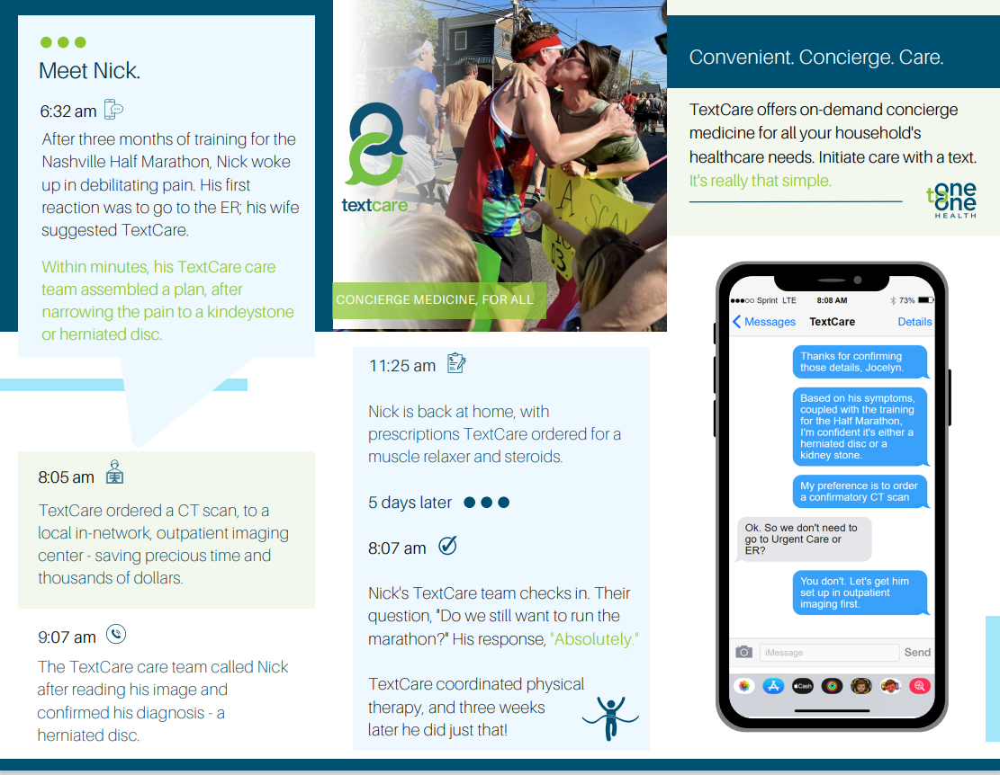 Meet Nick.
6:32 am
After three months of training for the
Nashville Half Marathon, Nick woke
up in debilitating pain. His first
reaction was to go to the ER; his wife
suggested TextCare.
Within minutes, his TextCare care
team assembled a plan, after
narrowing the pain to a kindeystone
or herniated disc.
8:05 am
TextCare ordered a CT scan, to a
local in-network, outpatient imaging
center - saving precious time and
thousands of dollars.
9:07 am
The TextCare care team called Nick
after reading his image and
confirmed his diagnosis - a
herniated disc.
textcare
CONCIERGE MEDICINE, FOR ALL
11:25 am
Nick is back at home, with
prescriptions TextCare ordered for a
muscle relaxer and steroids.
5 days later
8:07 am
Nick's TextCare team checks in. Their
question, "Do we still want to run the
marathon?" His response, "Absolutely."
TextCare coordinated physical
therapy, and three weeks
later he did just that!
Convenient. Concierge. Care.
TextCare offers on-demand concierge
medicine for all your household's
healthcare needs. Initiate care with a text.
It's really that simple.
one
to
one
HEALTH
Sprint LTE 8:08 AM 73%
Messages TextCare Details
Thanks for confirming
those details, Jocelyn.
Based on his symptoms,
coupled with the training
for the Half Marathon,
I'm confident it's either a
herniated disc or a
kidney stone.
My preference is to order
a confirmatory CT scan
Ok. So we don't need to
go to Urgent Care or
ER?
You don't. Let's get him
set up in outpatient
imaging first.
iMessage Send
Cash